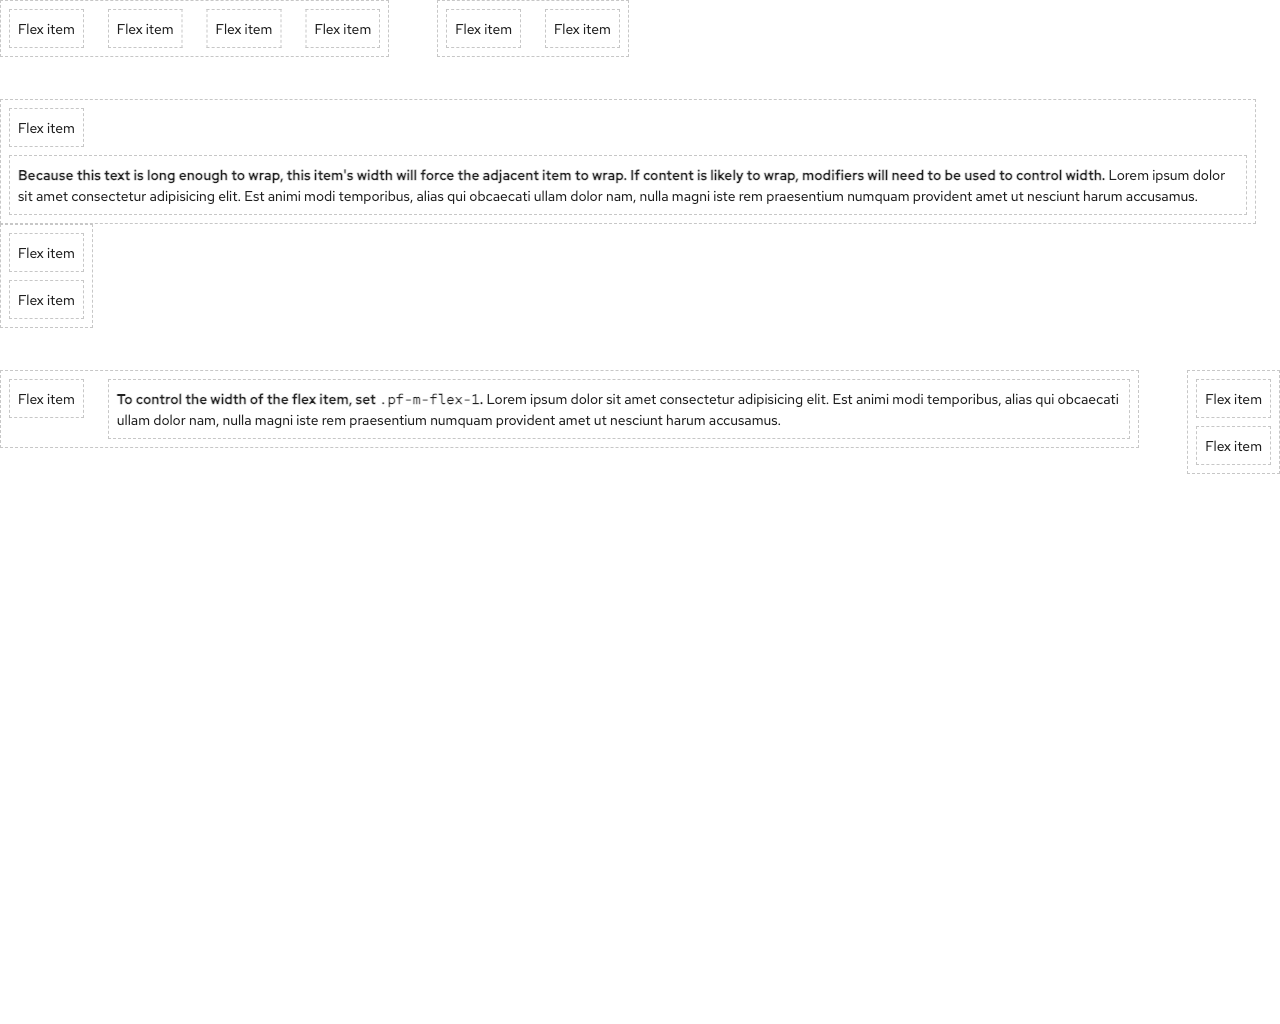 Flex item Flex item Flex item Flex item Flex item Flex item
Flex item
Because this text is long enough to wrap, this item's width will force the adjacent item to wrap. If content is likely to wrap, modifiers will need to be used to control width. Lorem ipsum dolor
sit amet consectetur adipisicing elit. Est animi modi temporibus, alias qui obcaecati ullam dolor nam, nulla magni iste rem praesentium numquam provident amet ut nesciunt harum accusamus.
Flex item
Flex item
Flex item
To control the width of the flex item, set .pf-m-flex-1. Lorem ipsum dolor sit amet consectetur adipisicing elit. Est animi modi temporibus, alias qui obcaecati
ullam dolor nam, nulla magni iste rem praesentium numquam provident amet ut nesciunt harum accusamus.
Flex item
Flex item